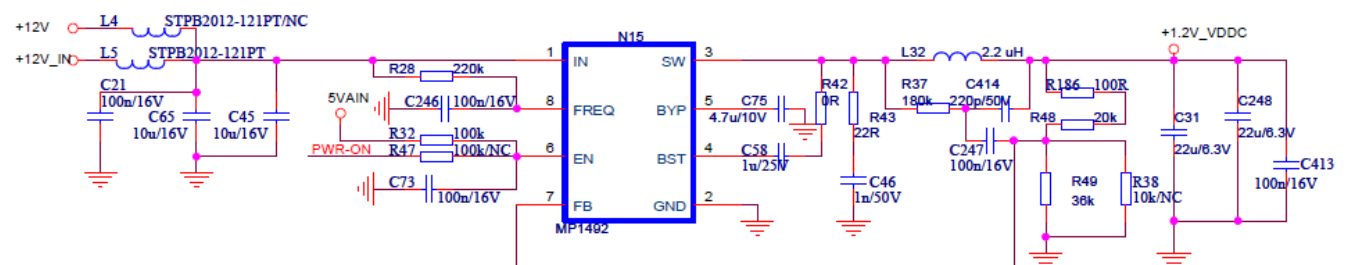 +12V L4 STPB2012-121PT/NC
+12V_IN L5 STPB2012-121PT
C21
100n/16V
C65
10u/16V
C45
10u/16V
5VAIN
PWR-ON
R28 220k
C246 100n/16V
R32 100k
R47 100k/NC
C73
100n/16V
N15
1 IN SW 3
8 FREQ BYP 5
6 EN BST 4
7 FB GND 2
MP1492
C75
4.7u/10V
C58
1u/25V
R42
0R
R43
22R
C46
1n/50V
L32 2.2 uH
R37
180k
C414
220p/50V
C247
100n/16V
R186 100R
R48 20k
R49
36k
R38
10k/NC
+1.2V_VDDC
C31
22u/6.3V
C248
22u/6.3V
C413
100n/16V